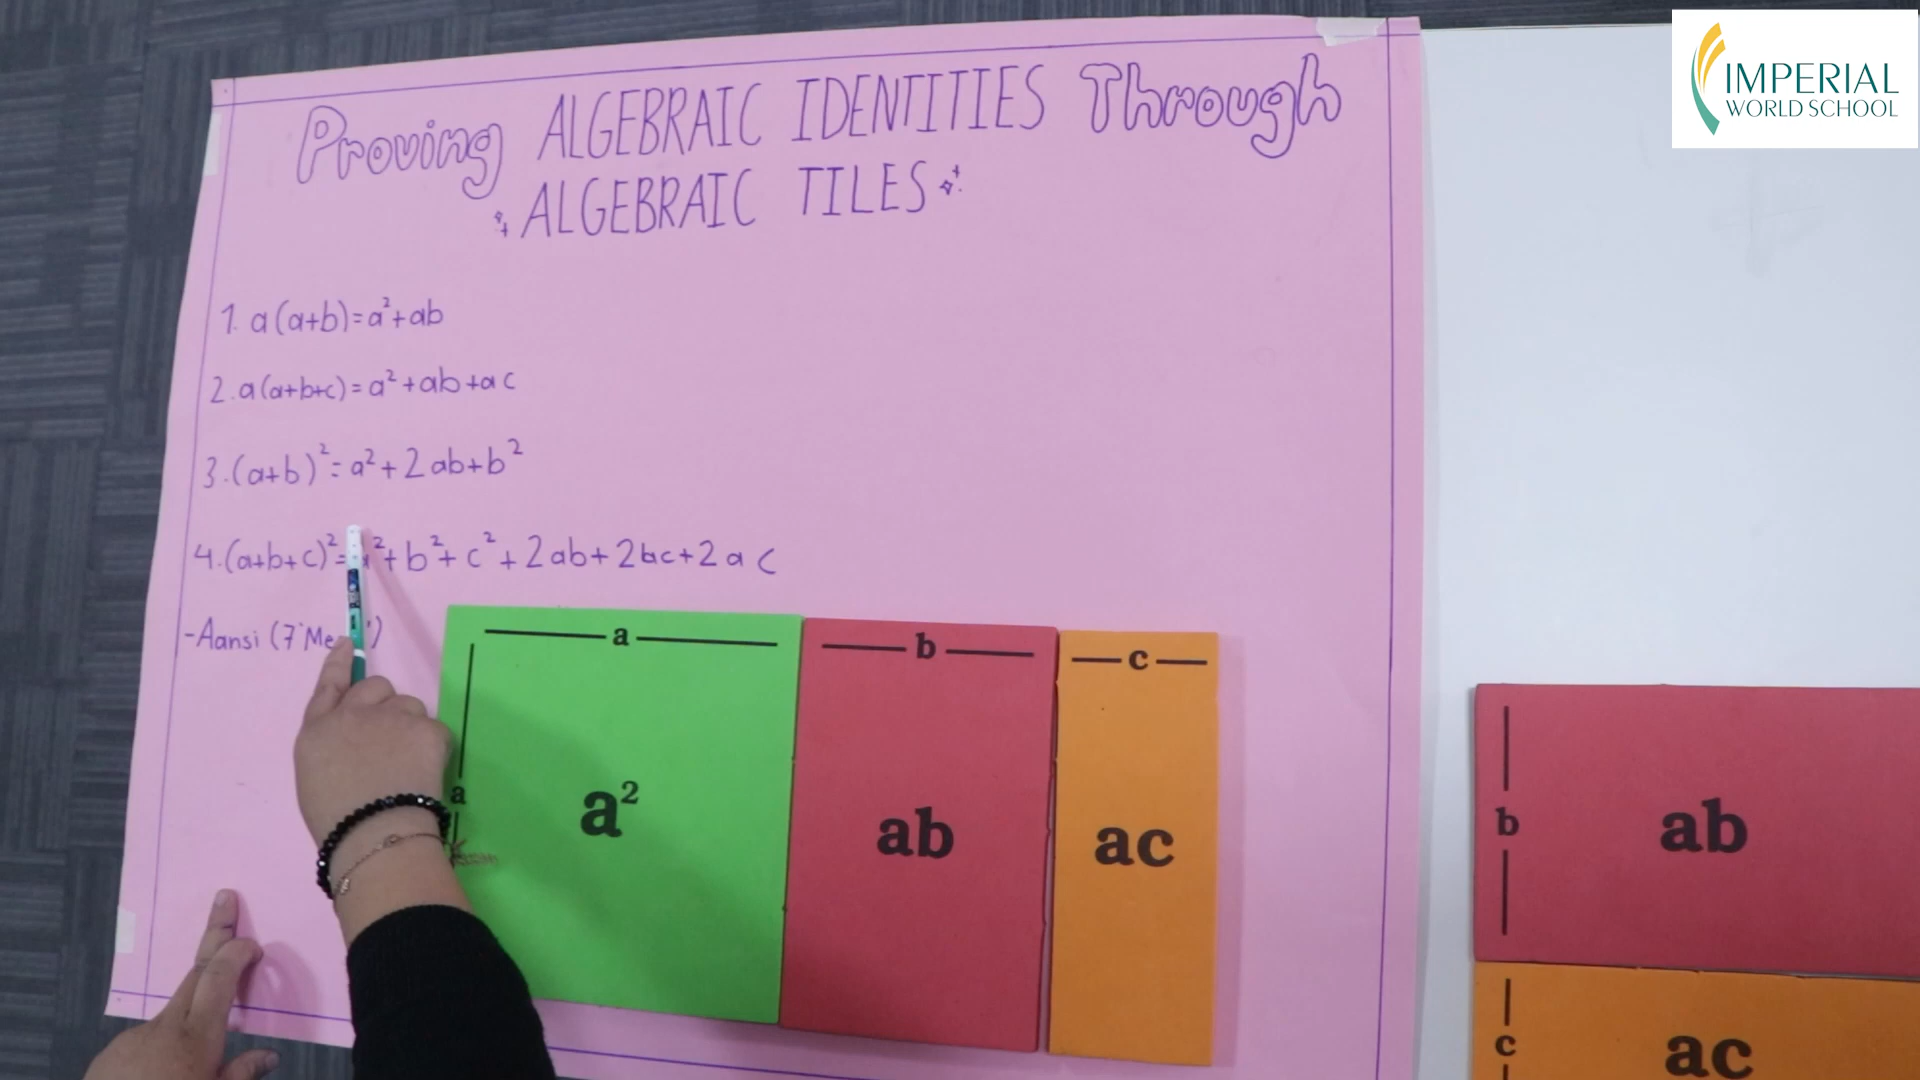 IMPERIAL
WORLD SCHOOL
Proving ALGEBRAIC IDENTITIES Through
ALGEBRAIC TILES
1. a(a+b)=a²+ab
2. a(a+b+c)=a²+ab+ac
3. (a+b)²=a²+2ab+b²
4. (a+b+c)²=a²+b²+c²+2ab+2bc+2ac
-Aansi (7
a
b
c
a
a²
ab
ac
b
ab
c
ac